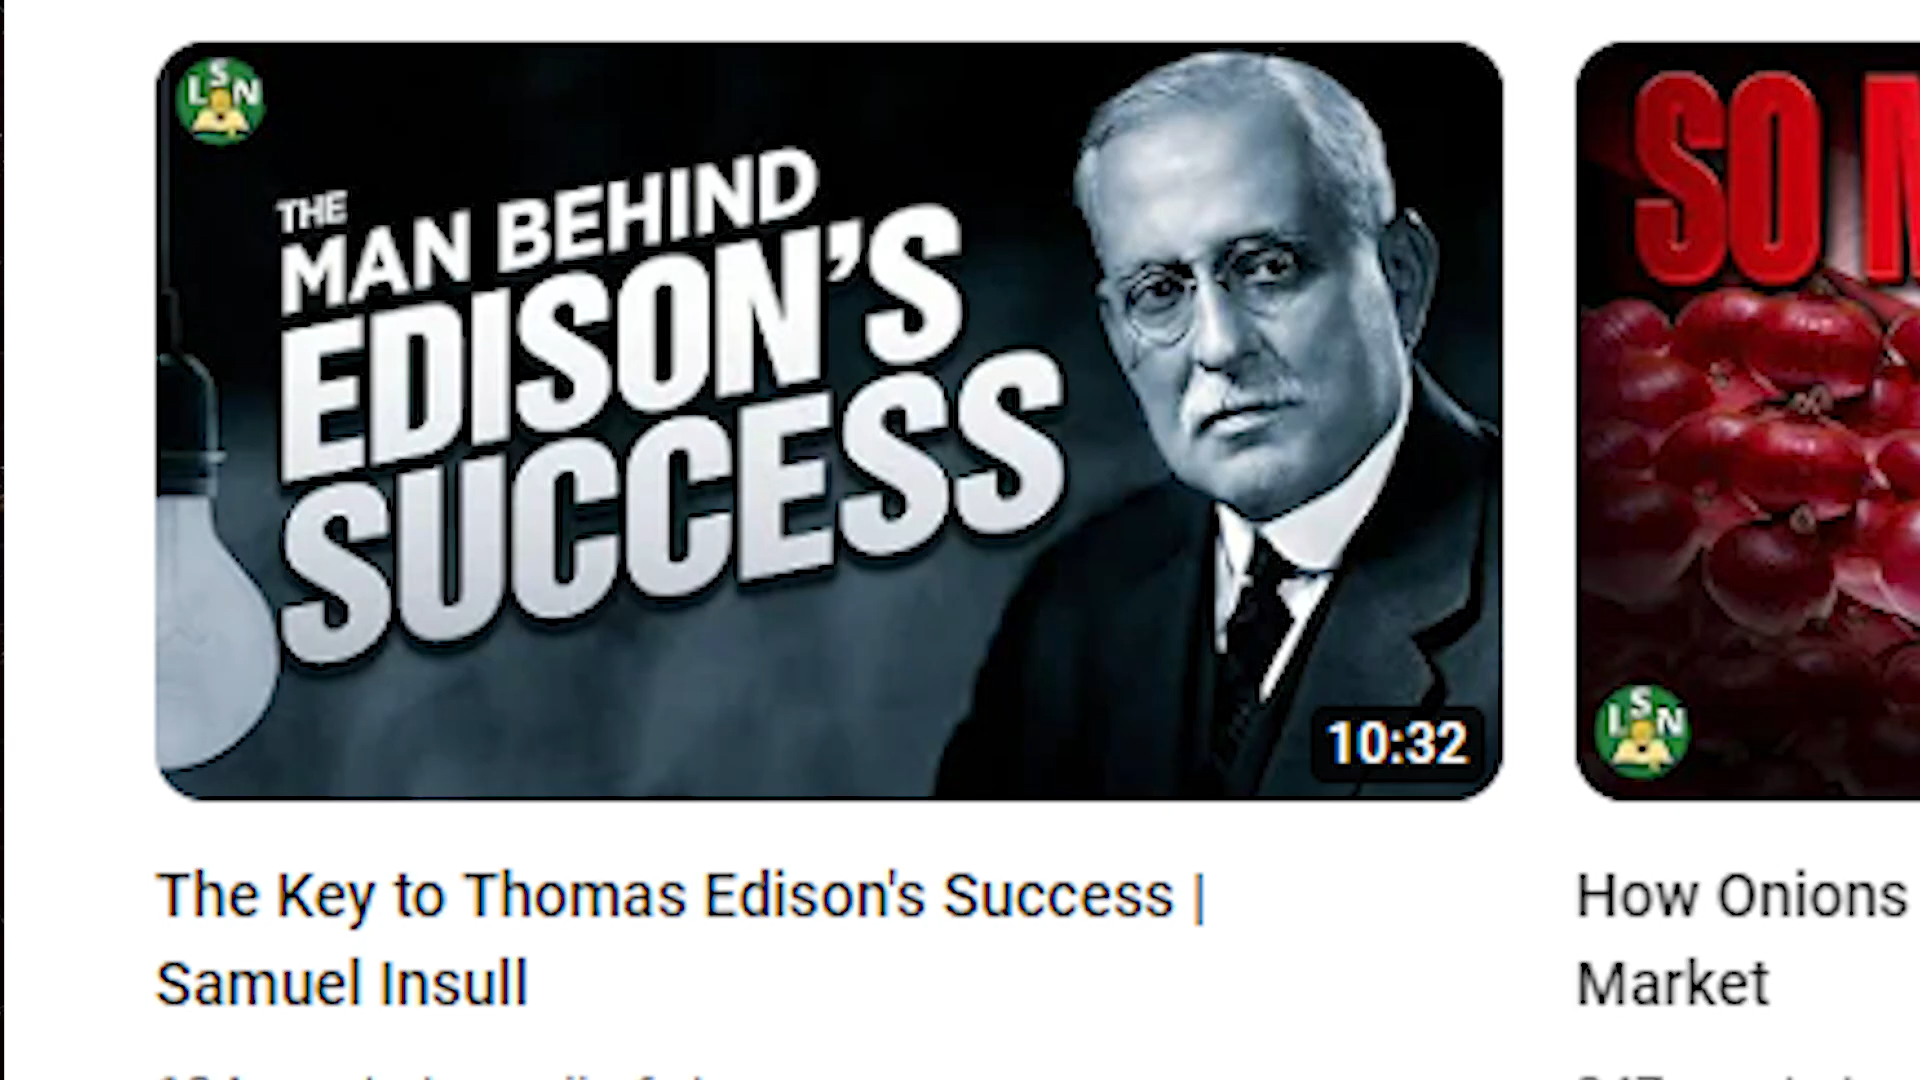 LSN
THE
MAN BEHIND
EDISON'S
SUCCESS
10:32
The Key to Thomas Edison's Success |
Samuel Insull
SO
LSN
How Onions
Market